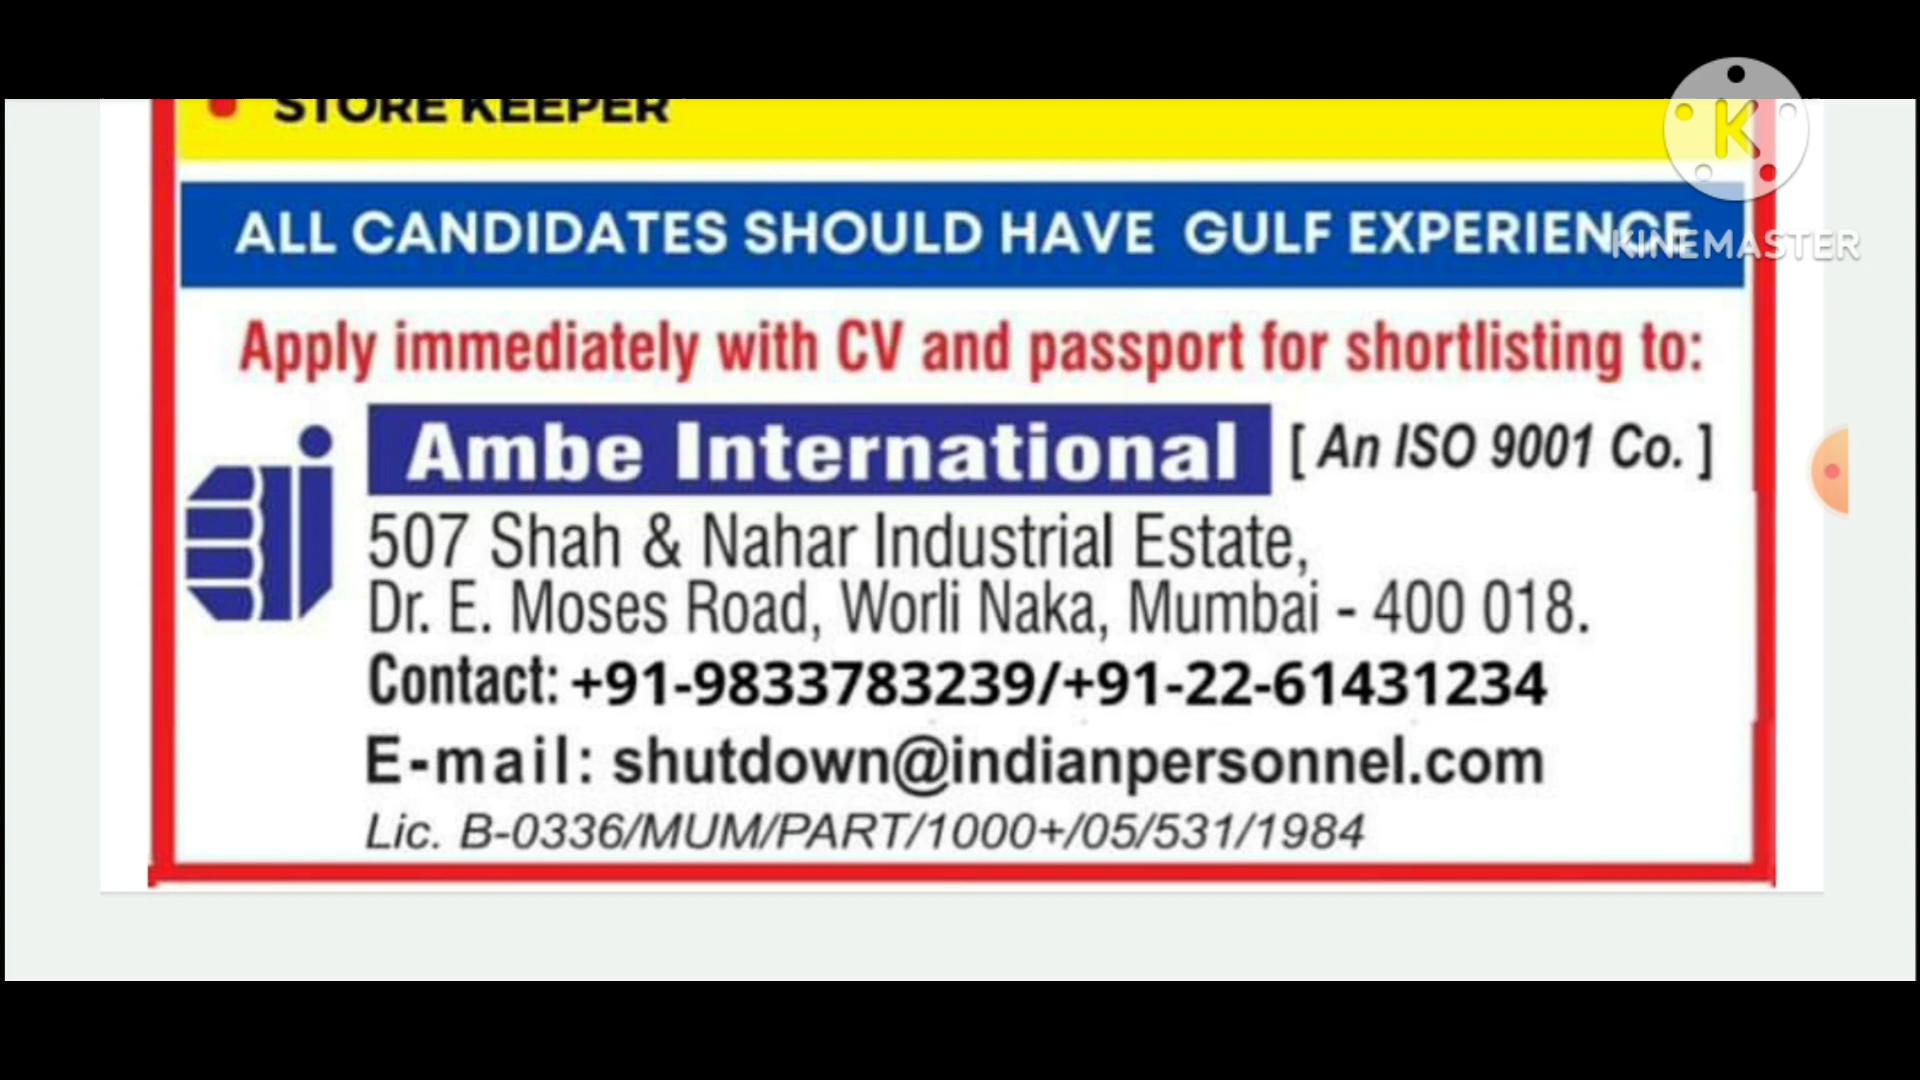 • STORE KEEPER
ALL CANDIDATES SHOULD HAVE GULF EXPERIENCE
KINEMASTER
Apply immediately with CV and passport for shortlisting to:
Ambe International [ An ISO 9001 Co. ]
507 Shah & Nahar Industrial Estate,
Dr. E. Moses Road, Worli Naka, Mumbai - 400 018.
Contact: +91-9833783239/+91-22-61431234
E-mail: shutdown@indianpersonnel.com
Lic. B-0336/MUM/PART/1000+/05/531/1984